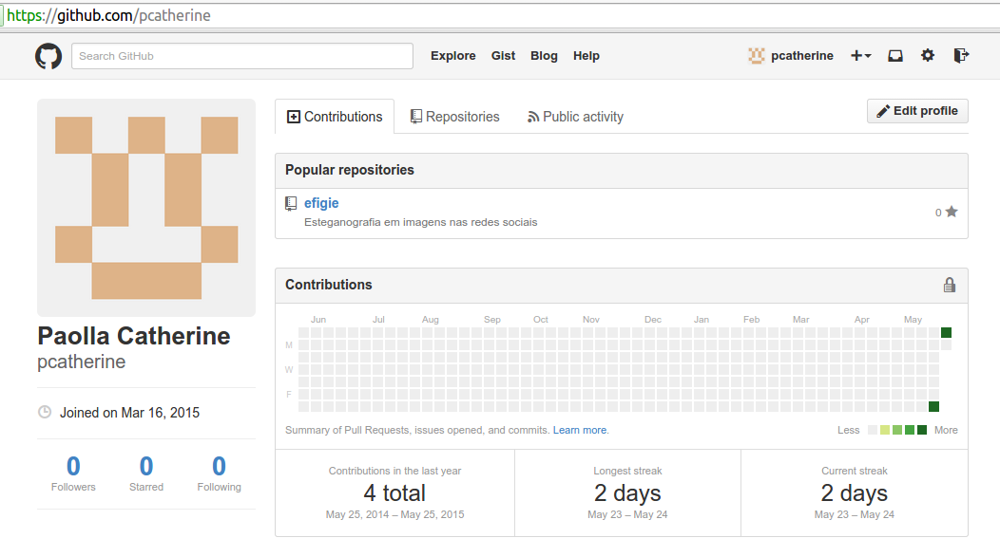 https://github.com/pcatherine
Search GitHub
Explore Gist Blog Help
pcatherine
Contributions
Repositories
Public activity
Edit profile
Popular repositories
efigie
Esteganografia em imagens nas redes sociais
0
Paolla Catherine
pcatherine
Joined on Mar 16, 2015
0 0 0
Followers Starred Following
Contributions
Jun Jul Aug Sep Oct Nov Dec Jan Feb Mar Apr May
M
W
F
Summary of Pull Requests, issues opened, and commits. Learn more.
Less More
Contributions in the last year
4 total
May 25, 2014 – May 25, 2015
Longest streak
2 days
May 23 – May 24
Current streak
2 days
May 23 – May 24